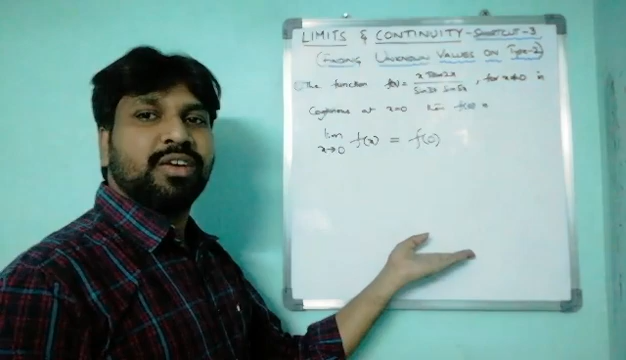 LIMITS & CONTINUITY - SHORTCUT-3
(FINDING UNKNOWN VALUES ON TYPE-2)
The function f(x) = x Tan2x / Sin3x Sin5x , for x≠0 is
Continuous at x=0 then f(0) =
lim x→0 f(x) = f(0)